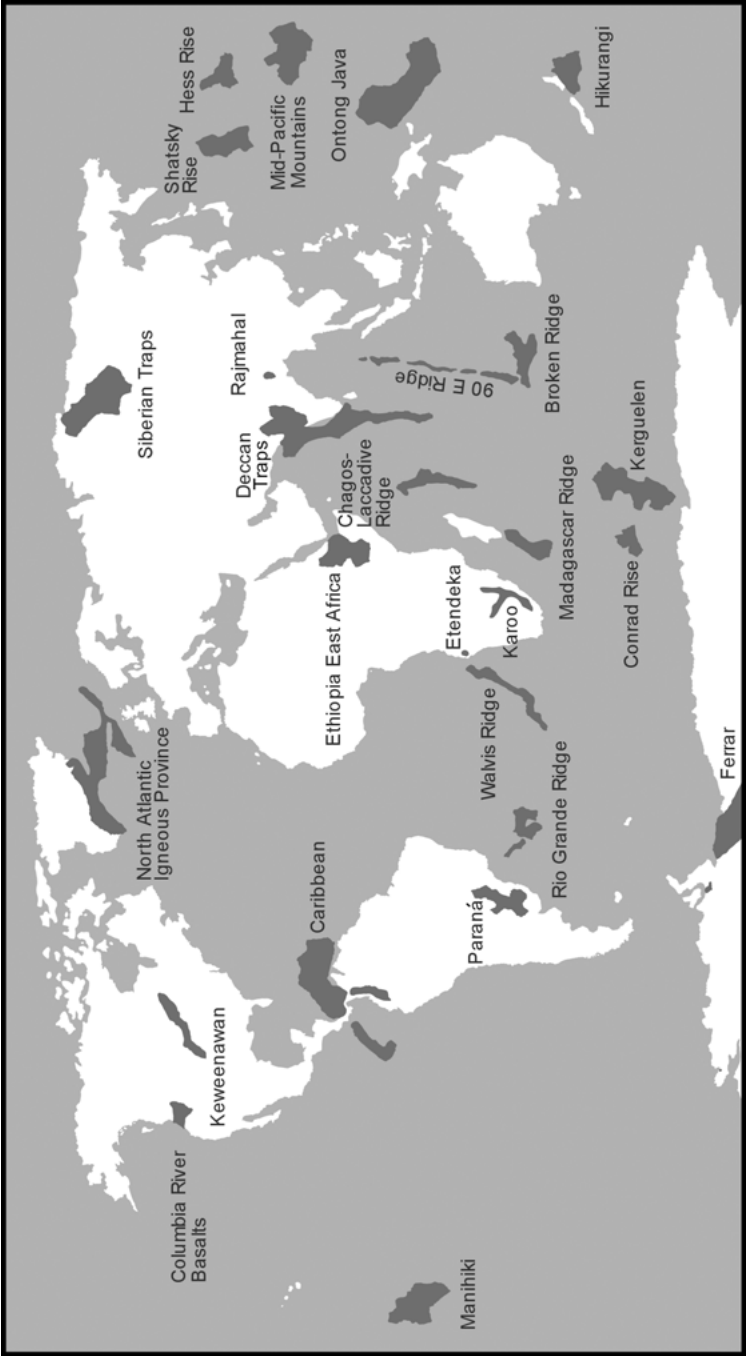 North Atlantic
Igneous Province
Siberian Traps
Shatsky
Rise
Hess Rise
Columbia River
Basalts
Keweenawan
Deccan
Traps
Rajmahal
Mid-Pacific
Mountains
Caribbean
Ethiopia East Africa
Chagos-
Laccadive
Ridge
Ontong Java
90 E Ridge
Manihiki
Paraná
Walvis Ridge
Etendeka
Karoo
Rio Grande Ridge
Madagascar Ridge
Broken Ridge
Hikurangi
Conrad Rise
Kerguelen
Ferrar